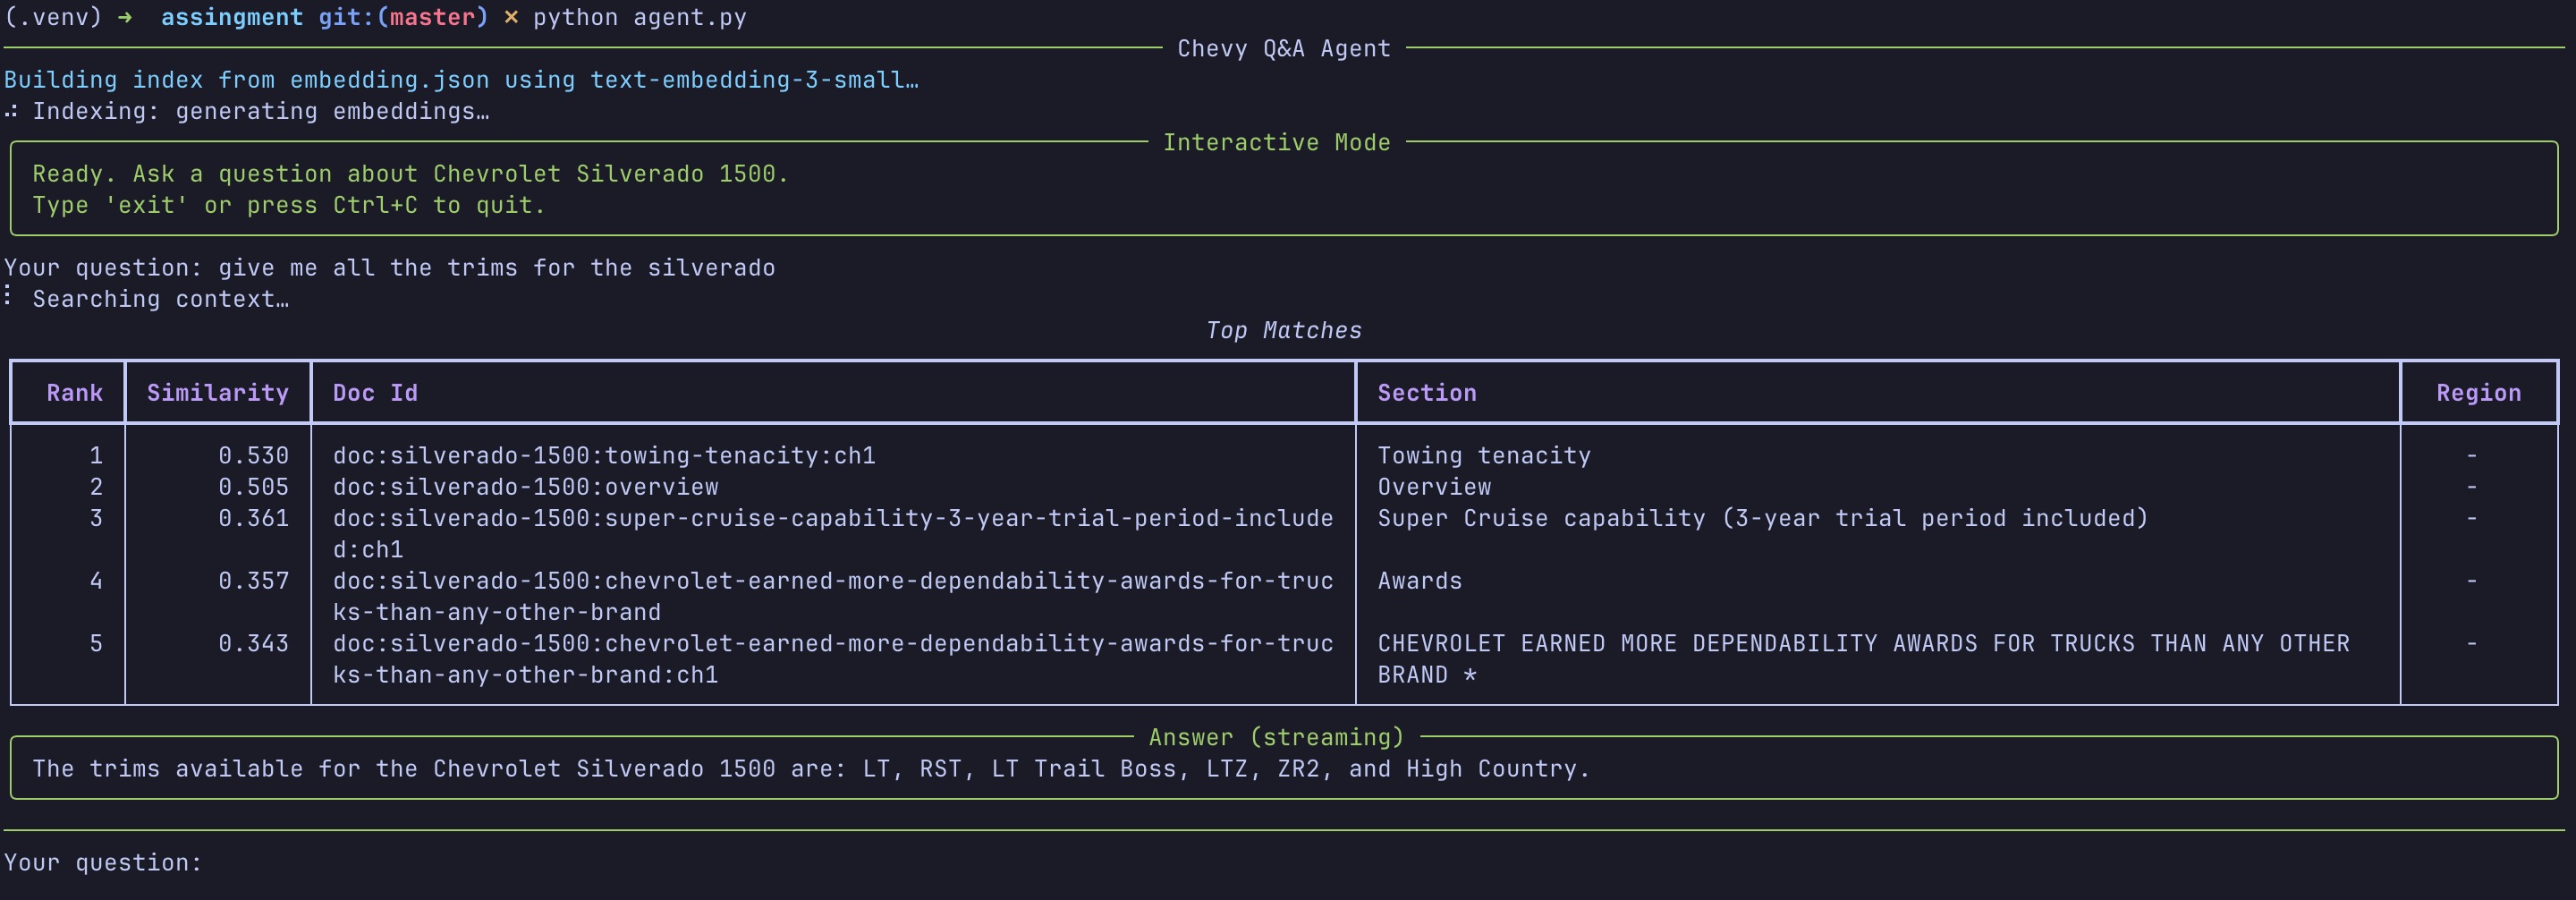 (.venv) ➜  assingment git:(master) ✗ python agent.py
Chevy Q&A Agent
Building index from embedding.json using text-embedding-3-small…
Indexing: generating embeddings…
Interactive Mode
Ready. Ask a question about Chevrolet Silverado 1500.
Type 'exit' or press Ctrl+C to quit.
Your question: give me all the trims for the silverado
Searching context…
Top Matches
Rank Similarity Doc Id Section Region
1 0.530 doc:silverado-1500:towing-tenacity:ch1 Towing tenacity -
2 0.505 doc:silverado-1500:overview Overview -
3 0.361 doc:silverado-1500:super-cruise-capability-3-year-trial-period-include Super Cruise capability (3-year trial period included) -
d:ch1
4 0.357 doc:silverado-1500:chevrolet-earned-more-dependability-awards-for-truc Awards -
ks-than-any-other-brand
5 0.343 doc:silverado-1500:chevrolet-earned-more-dependability-awards-for-truc CHEVROLET EARNED MORE DEPENDABILITY AWARDS FOR TRUCKS THAN ANY OTHER -
ks-than-any-other-brand:ch1 BRAND *
Answer (streaming)
The trims available for the Chevrolet Silverado 1500 are: LT, RST, LT Trail Boss, LTZ, ZR2, and High Country.
Your question: